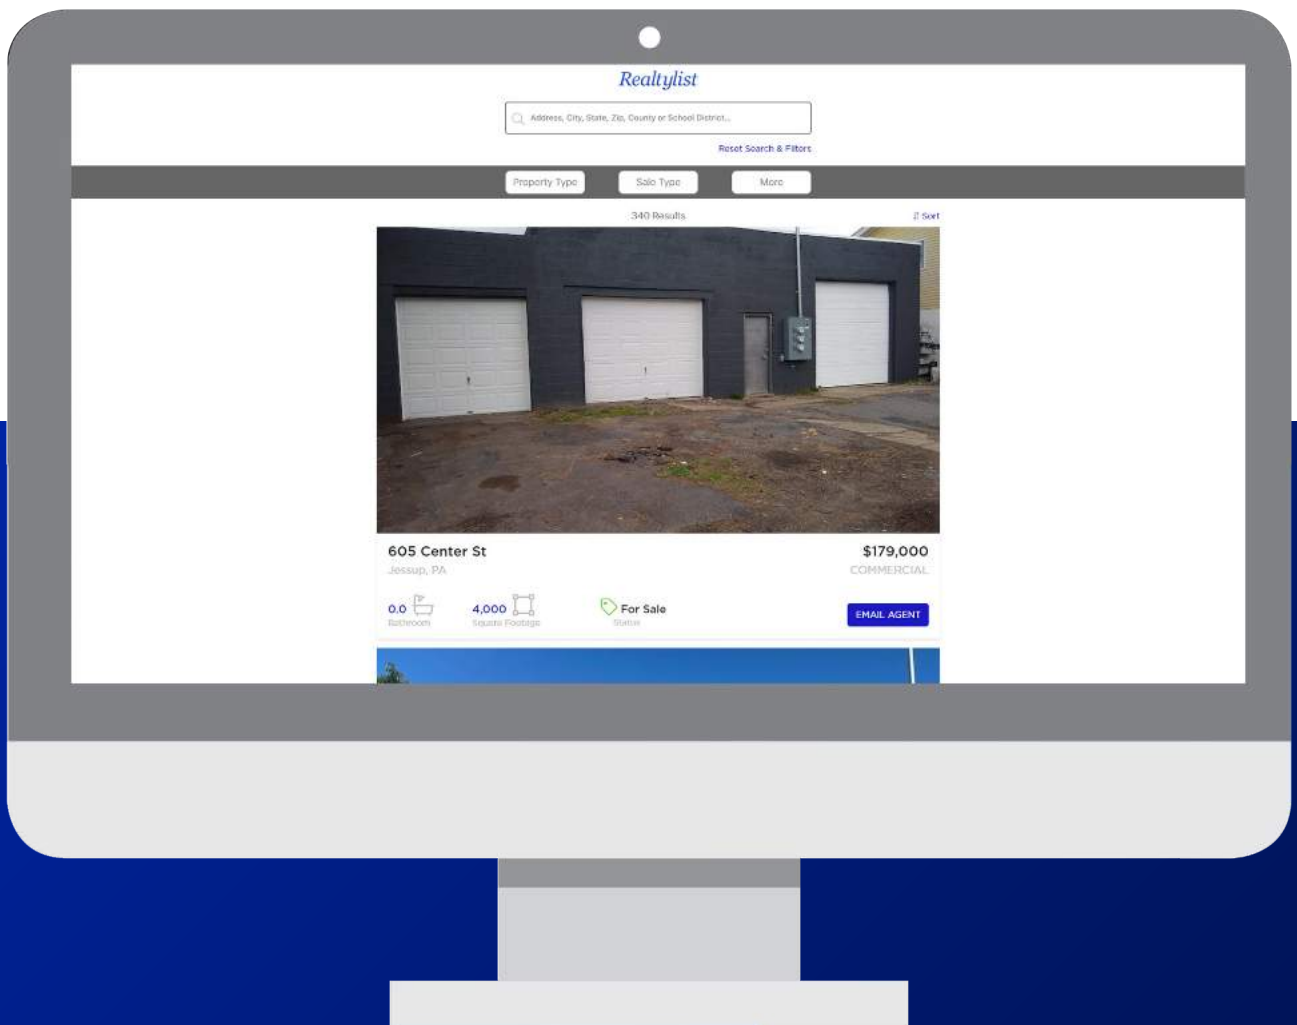 Realtylist
Address, City, State, Zip, County or School District...
Reset Search & Filters
Property Type Sale Type More
340 Results Sort
605 Center St $179,000
Jessup, PA COMMERCIAL
0.0 4,000 For Sale EMAIL AGENT
Bathroom Square Footage Status